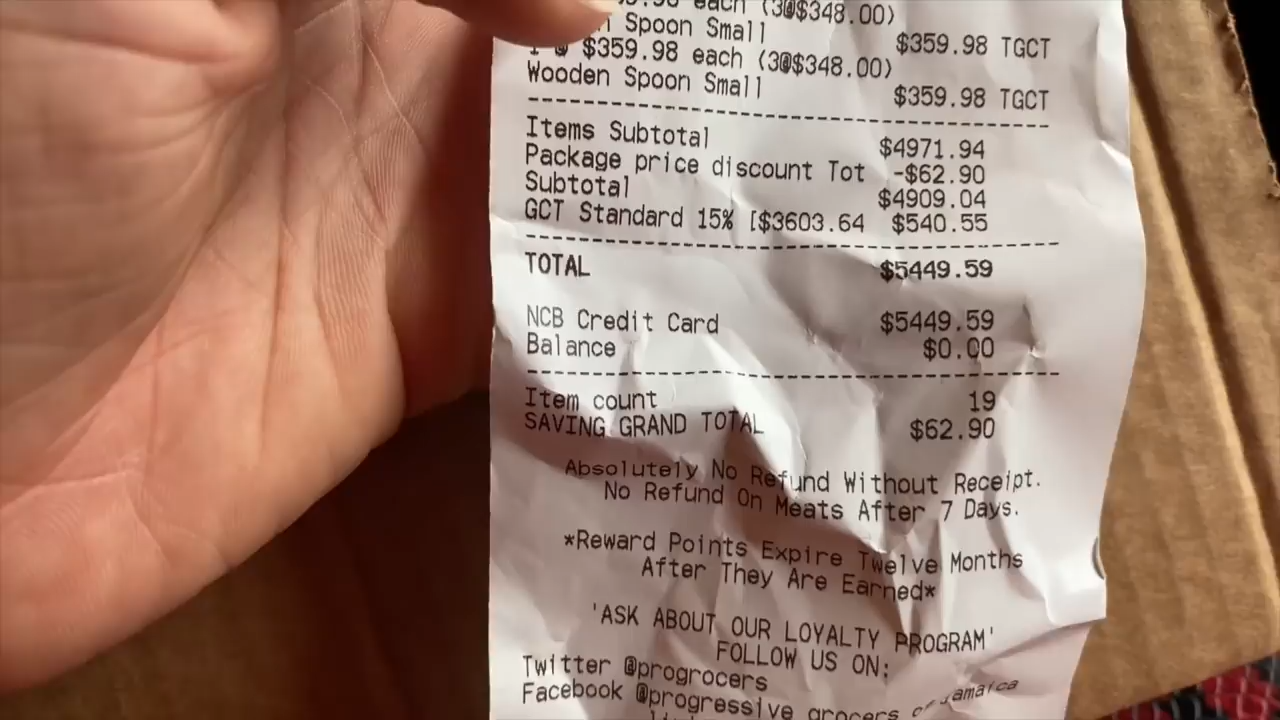 each (3@$348.00)
Spoon Small $359.98 TGCT
@ $359.98 each (3@$348.00)
Wooden Spoon Small $359.98 TGCT
Items Subtotal $4971.94
Package price discount Tot -$62.90
Subtotal $4909.04
GCT Standard 15% [$3603.64 $540.55
TOTAL $5449.59
NCB Credit Card $5449.59
Balance $0.00
Item count 19
SAVING GRAND TOTAL $62.90
Absolutely No Refund Without Receipt.
No Refund On Meats After 7 Days.
*Reward Points Expire Twelve Months
After They Are Earned*
'ASK ABOUT OUR LOYALTY PROGRAM'
FOLLOW US ON:
Twitter @progrocers
Facebook @progressive grocers of Jamaica